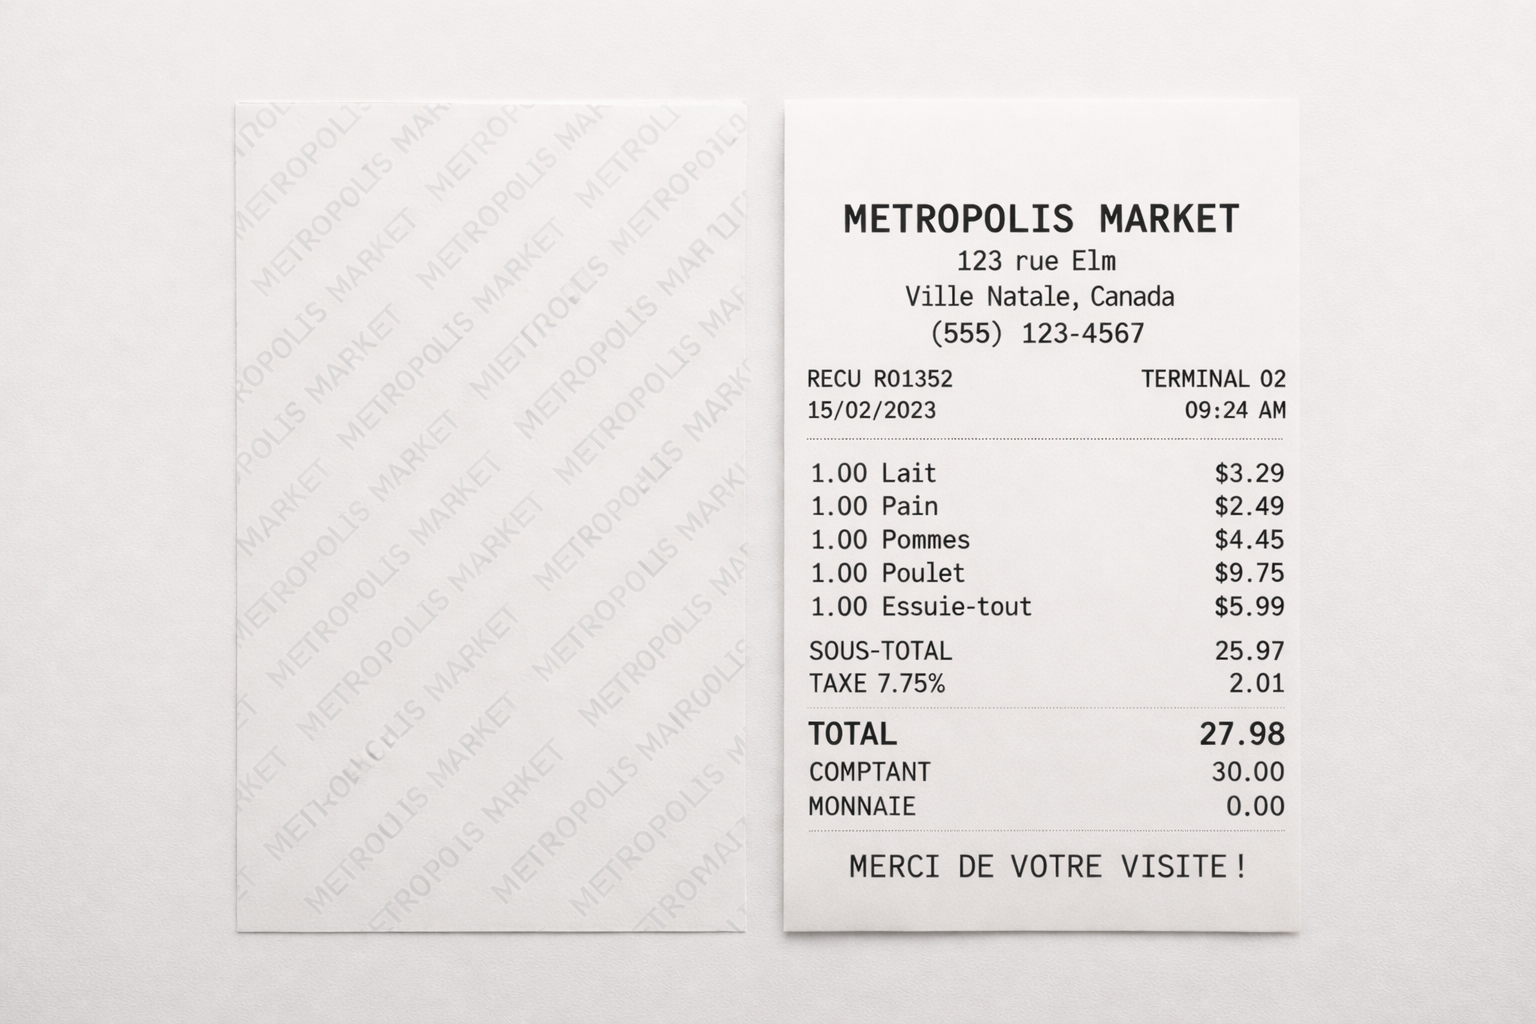 METROPOLIS MARKET
123 rue Elm
Ville Natale, Canada
(555) 123-4567
RECU R01352 TERMINAL 02
15/02/2023 09:24 AM
1.00 Lait $3.29
1.00 Pain $2.49
1.00 Pommes $4.45
1.00 Poulet $9.75
1.00 Essuie-tout $5.99
SOUS-TOTAL 25.97
TAXE 7.75% 2.01
TOTAL 27.98
COMPTANT 30.00
MONNAIE 0.00
MERCI DE VOTRE VISITE!